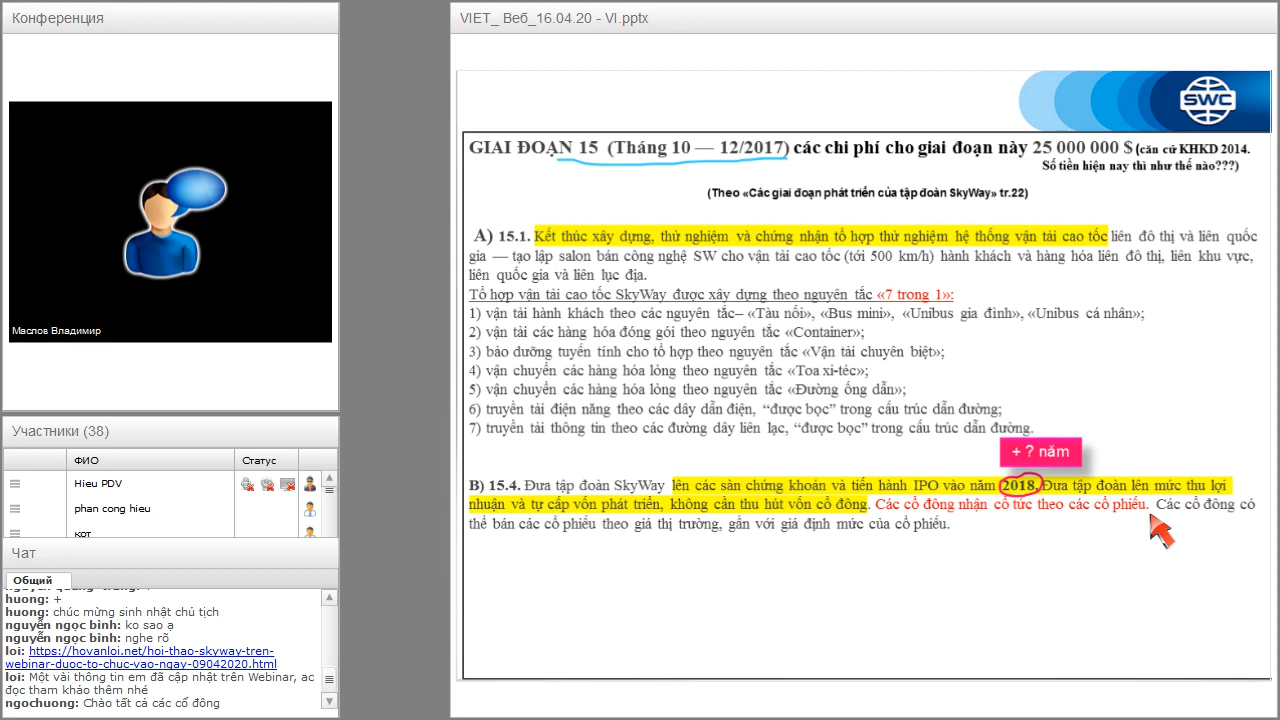 Конференция
Маслов Владимир
Участники (38)
ФИО
Статус
Hieu PDV
phan cong hieu
кот
Чат
Общий
huong: +
huong: chúc mừng sinh nhật chủ tịch
nguyễn ngọc bình: ko sao ạ
nguyễn ngọc bình: nghe rõ
loi: https://hovanloi.net/hoi-thao-skyway-tren-
webinar-duoc-to-chuc-vao-ngay-09042020.html
loi: Một vài thông tin em đã cập nhật trên Webinar, ac
đọc tham khảo thêm nhé
ngochuong: Chào tất cả các cổ đông
VIET_ Веб_16.04.20 - VI.pptx
SWC
GIAI ĐOẠN 15 (Tháng 10 — 12/2017) các chi phí cho giai đoạn này 25 000 000 $ (căn cứ KHKD 2014.
Số tiền hiện nay thì như thế nào???)
(Theo «Các giai đoạn phát triển của tập đoàn SkyWay» tr.22)
A) 15.1. Kết thúc xây dựng, thử nghiệm và chứng nhận tổ hợp thử nghiệm hệ thống vận tải cao tốc liên đô thị và liên quốc
gia — tạo lập salon bán công nghệ SW cho vận tải cao tốc (tới 500 km/h) hành khách và hàng hóa liên đô thị, liên khu vực,
liên quốc gia và liên lục địa.
Tổ hợp vận tải cao tốc SkyWay được xây dựng theo nguyên tắc «7 trong 1»:
1) vận tải hành khách theo các nguyên tắc– «Tàu nối», «Bus mini», «Unibus gia đình», «Unibus cá nhân»;
2) vận tải các hàng hóa đóng gói theo nguyên tắc «Container»;
3) bảo dưỡng tuyến tính cho tổ hợp theo nguyên tắc «Vận tải chuyên biệt»;
4) vận chuyển các hàng hóa lỏng theo nguyên tắc «Toa xi-téc»;
5) vận chuyển các hàng hóa lỏng theo nguyên tắc «Đường ống dẫn»;
6) truyền tải điện năng theo các dây dẫn điện, “được bọc” trong cấu trúc dẫn đường;
7) truyền tải thông tin theo các đường dây liên lạc, “được bọc” trong cấu trúc dẫn đường.
+ ? năm
B) 15.4. Đưa tập đoàn SkyWay lên các sàn chứng khoán và tiến hành IPO vào năm 2018. Đưa tập đoàn lên mức thu lợi
nhuận và tự cấp vốn phát triển, không cần thu hút vốn cổ đông. Các cổ đông nhận cổ tức theo các cổ phiếu. Các cổ đông có
thể bán các cổ phiếu theo giá thị trường, gần với giá định mức của cổ phiếu.